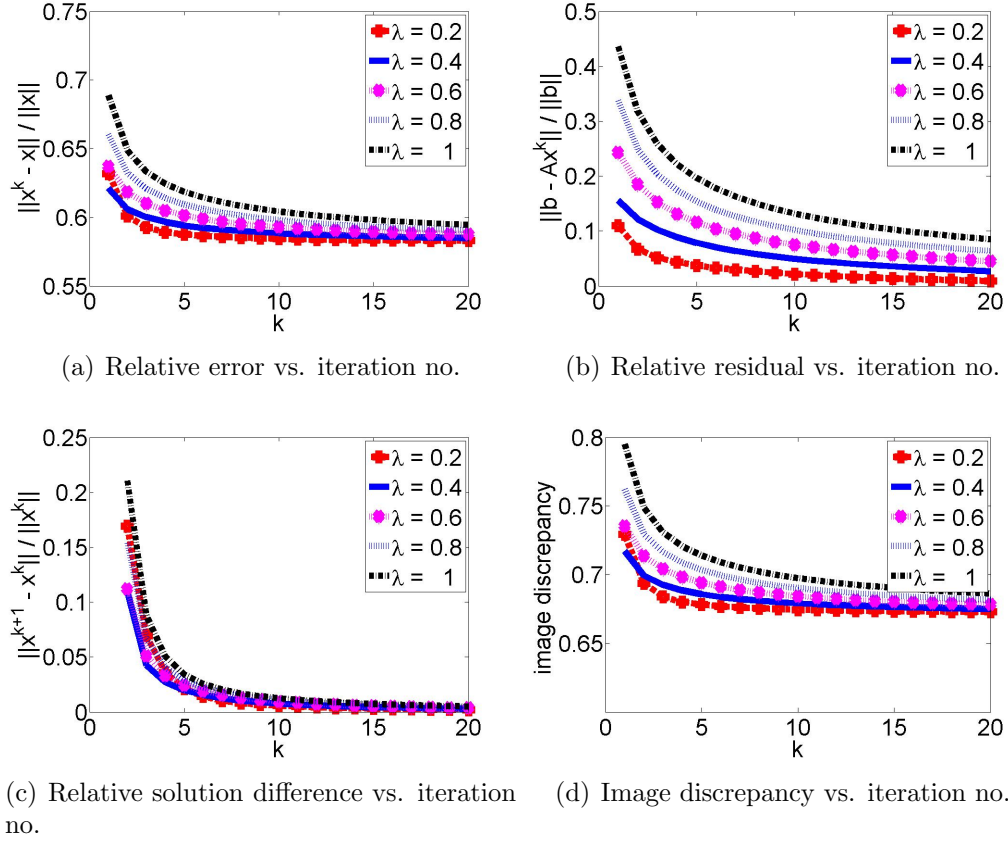 0.75
0.7
0.65
0.6
0.55
0
5
10
15
20
||x^k - x|| / ||x||
k
λ = 0.2
λ = 0.4
λ = 0.6
λ = 0.8
λ = 1
(a) Relative error vs. iteration no.
0.5
0.4
0.3
0.2
0.1
0
0
5
10
15
20
||b - Ax^k|| / ||b||
k
λ = 0.2
λ = 0.4
λ = 0.6
λ = 0.8
λ = 1
(b) Relative residual vs. iteration no.
0.25
0.2
0.15
0.1
0.05
0
0
5
10
15
20
||x^{k+1} - x^k|| / ||x^k||
k
λ = 0.2
λ = 0.4
λ = 0.6
λ = 0.8
λ = 1
(c) Relative solution difference vs. iteration
no.
0.8
0.75
0.7
0.65
0
5
10
15
20
image discrepancy
k
λ = 0.2
λ = 0.4
λ = 0.6
λ = 0.8
λ = 1
(d) Image discrepancy vs. iteration no.